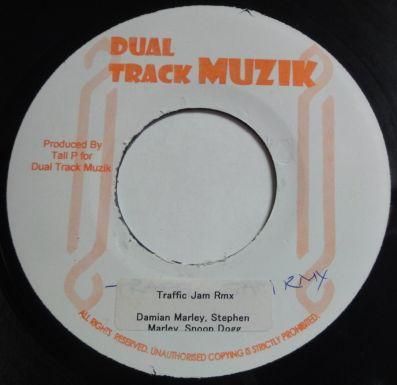 DUAL
TRACK MUZIK
Produced By
Tall P for
Dual Track Muzik
RMX
Traffic Jam Rmx
Damian Marley, Stephen
Marley, Snoop Dogg
ALL RIGHTS RESERVED. UNAUTHORISED COPYING IS STRICTLY PROHIBITED.